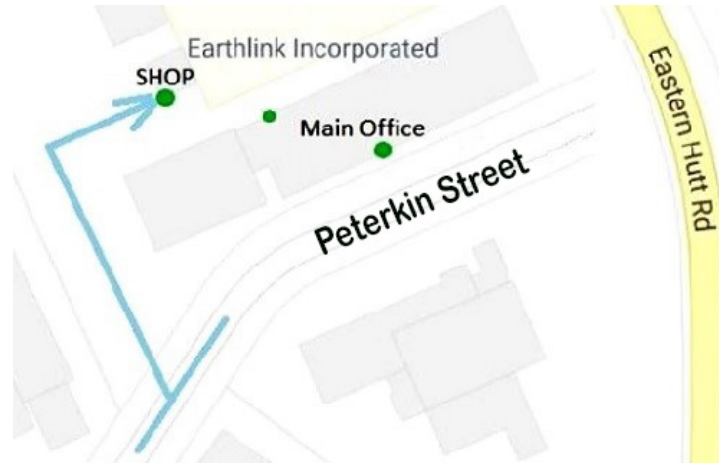 Earthlink Incorporated
SHOP
Main Office
Peterkin Street
Eastern Hutt Rd